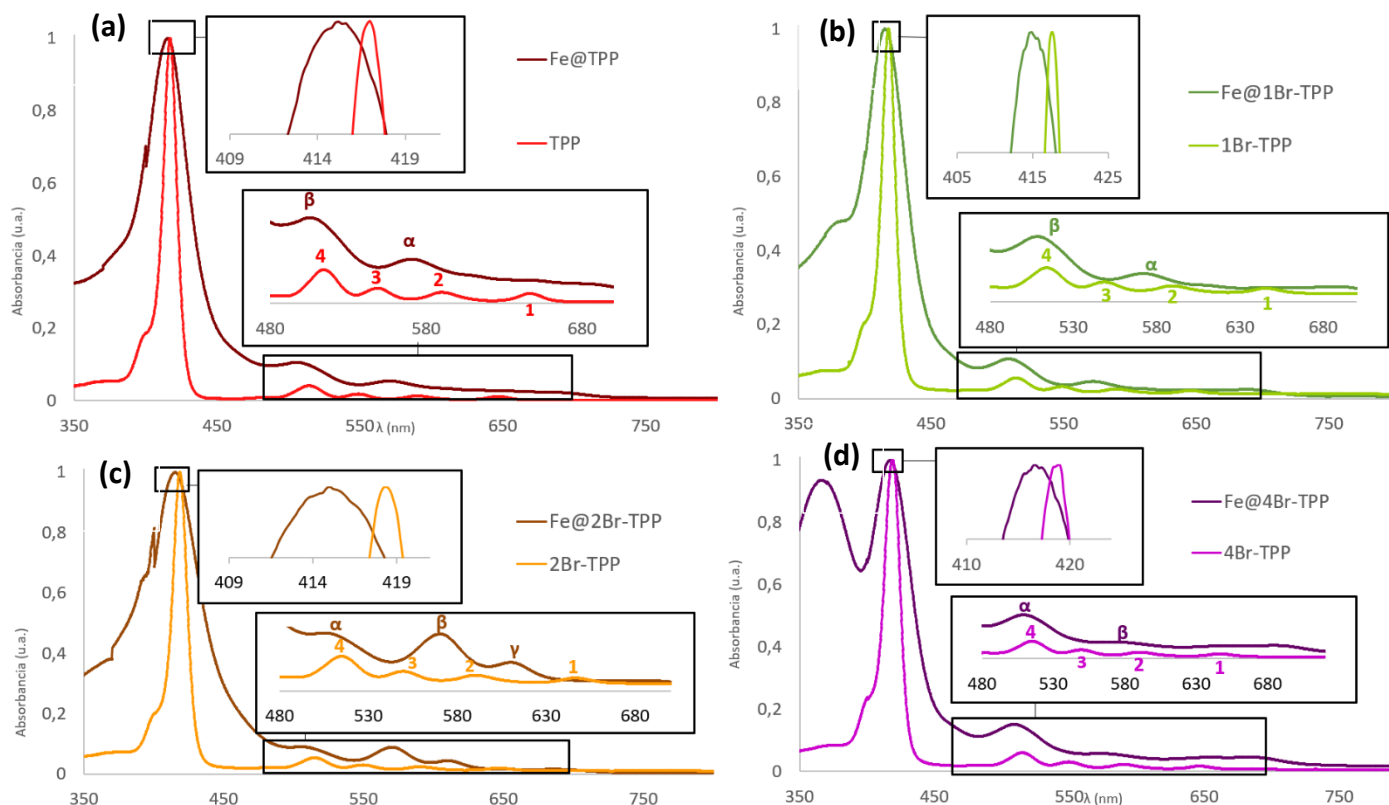 (a)
1
0,8
0,6
0,4
0,2
0
Absorbancia (u.a.)
409 414 419
Fe@TPP
TPP
β
α
4 3 2 1
480 580 680
350 450 550 λ (nm) 650 750
(b)
1
0,8
0,6
0,4
0,2
0
Absorbancia (u.a.)
405 415 425
Fe@1Br-TPP
1Br-TPP
β
α
4 3 2 1
480 530 580 630 680
350 450 550 λ (nm) 650 750
(c)
1
0,8
0,6
0,4
0,2
0
Absorbancia (u.a.)
409 414 419
Fe@2Br-TPP
2Br-TPP
α β γ
4 3 2 1
480 530 580 630 680
350 450 550 λ (nm) 650 750
(d)
1
0,8
0,6
0,4
0,2
0
Absorbancia (u.a.)
410 420
Fe@4Br-TPP
4Br-TPP
α β
4 3 2 1
480 530 580 630 680
350 450 550 λ (nm) 650 750